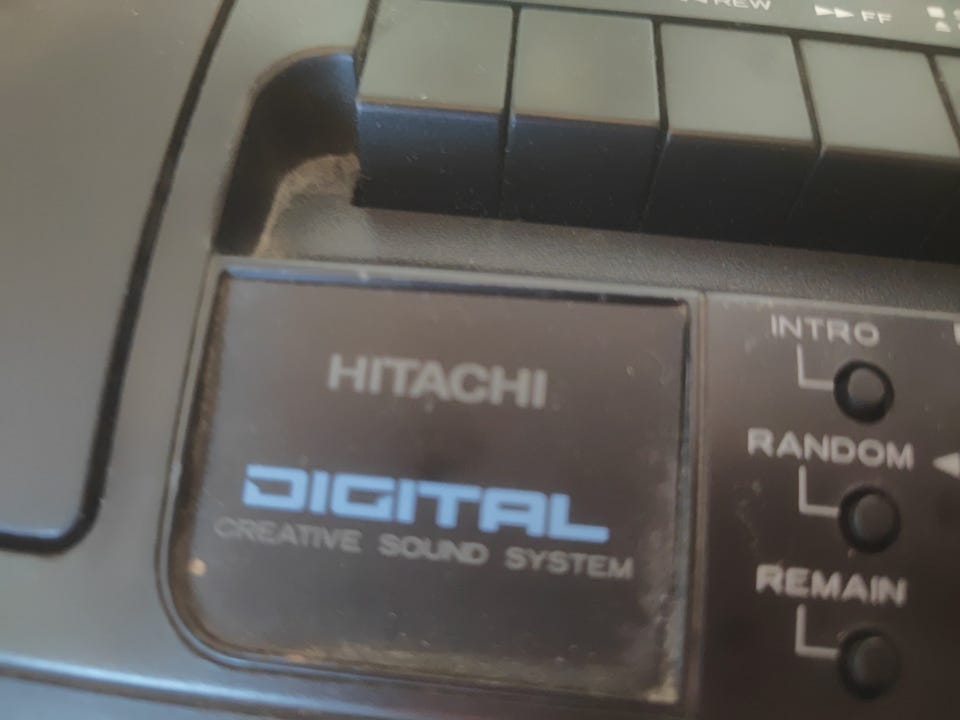 ◀◀ REW
▶▶ FF
HITACHI
DIGITAL
CREATIVE SOUND SYSTEM
INTRO
RANDOM
REMAIN